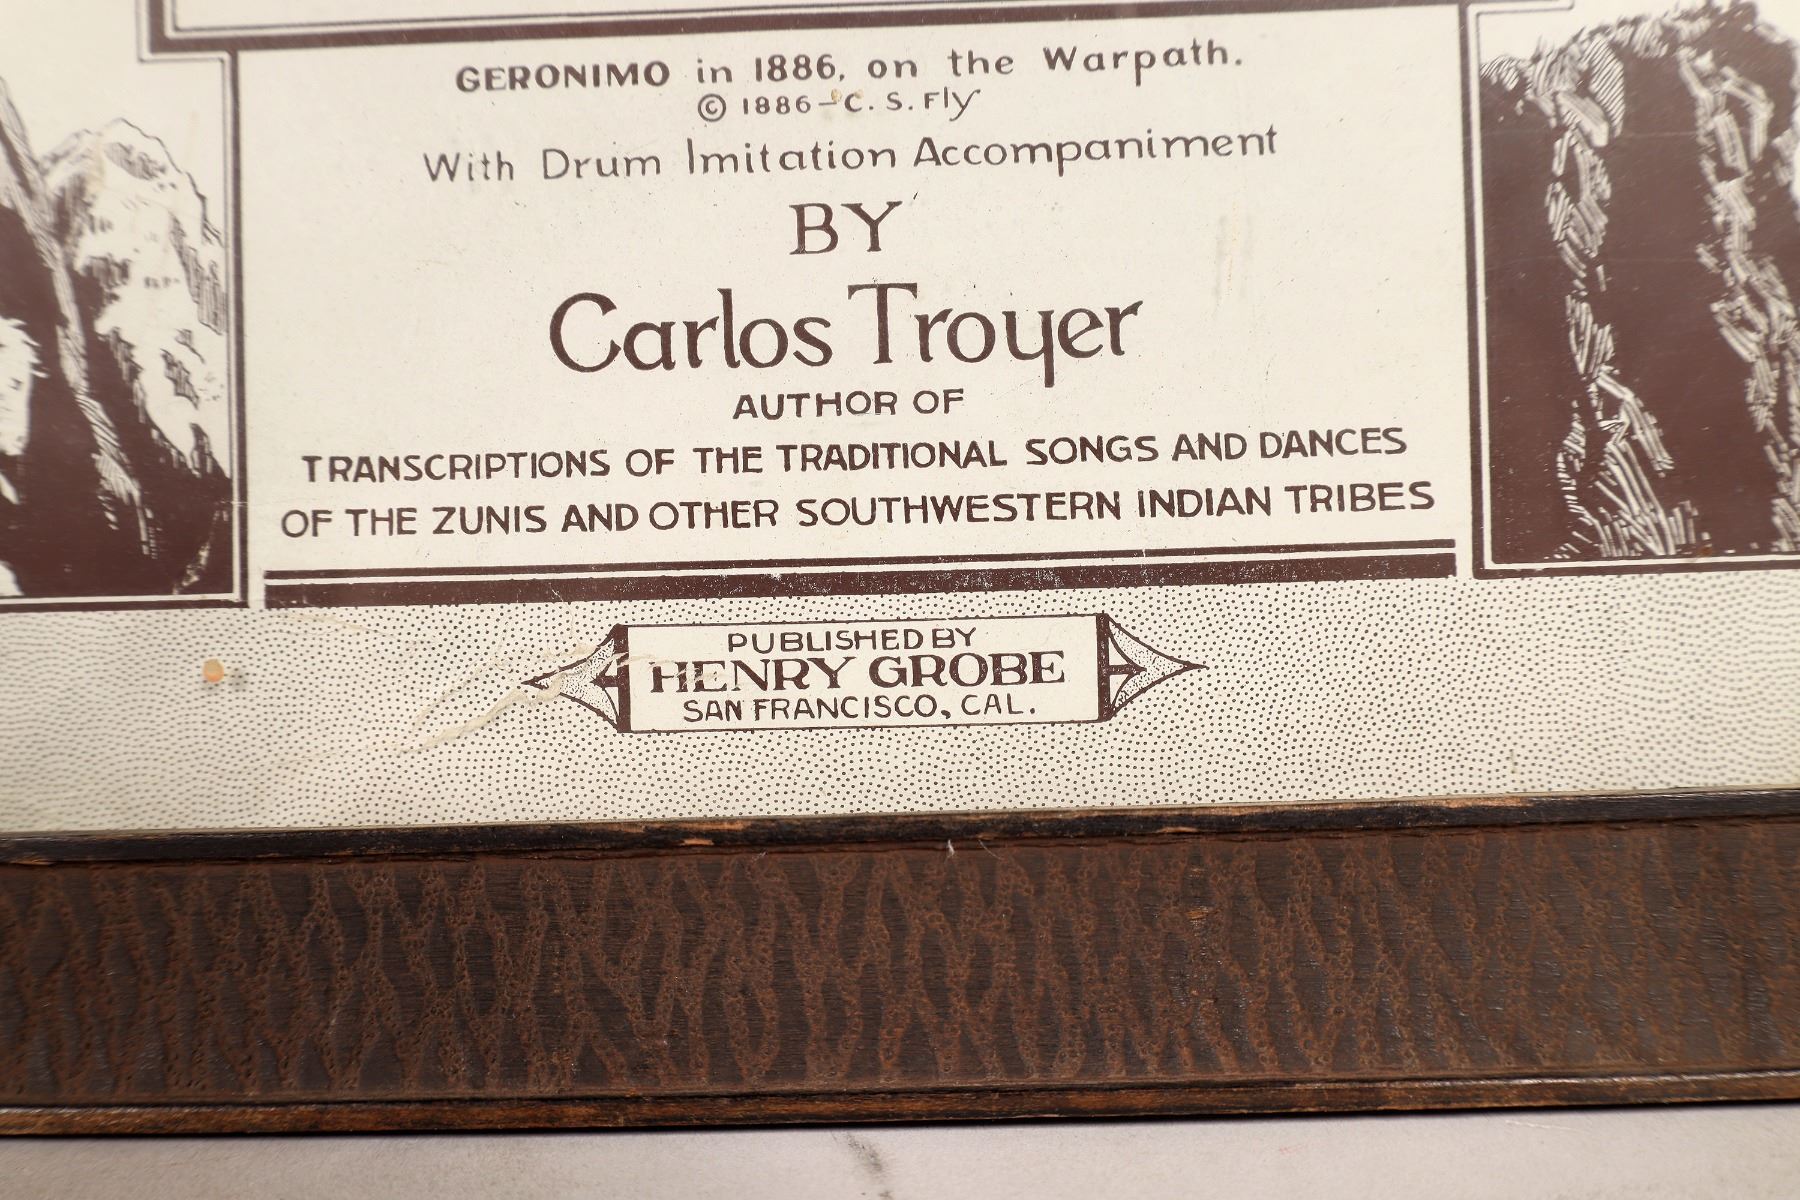 GERONIMO in 1886, on the Warpath.
© 1886-C. S. Fly
With Drum Imitation Accompaniment
BY
Carlos Troyer
AUTHOR OF
TRANSCRIPTIONS OF THE TRADITIONAL SONGS AND DANCES
OF THE ZUNIS AND OTHER SOUTHWESTERN INDIAN TRIBES
PUBLISHED BY
HENRY GROBE
SAN FRANCISCO, CAL.